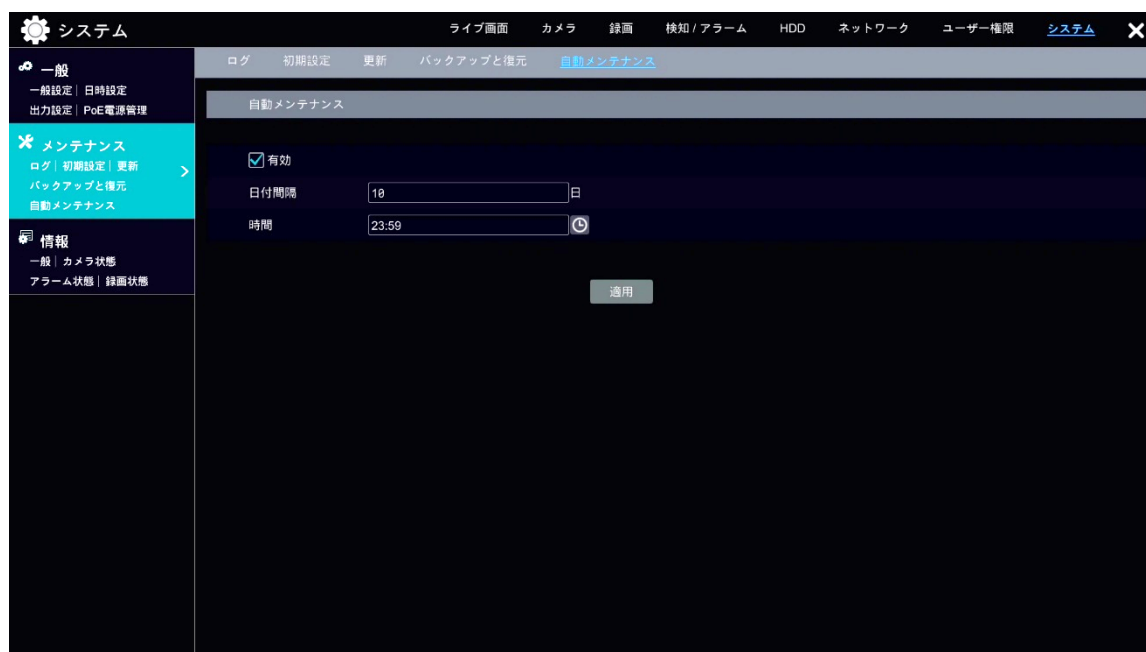 システム
ライブ画面 カメラ 録画 検知 / アラーム HDD ネットワーク ユーザー権限 システム
一般
一般設定 | 日時設定
出力設定 | PoE電源管理
メンテナンス
ログ | 初期設定 | 更新
バックアップと復元
自動メンテナンス
情報
一般 | カメラ状態
アラーム状態 | 録画状態
ログ 初期設定 更新 バックアップと復元 自動メンテナンス
自動メンテナンス
有効
日付間隔 10 日
時間 23:59
適用